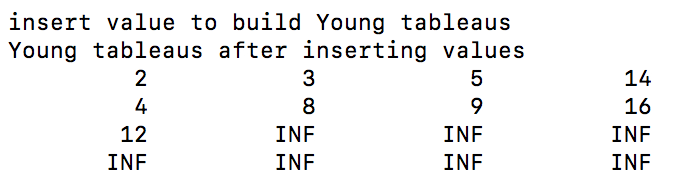 insert value to build Young tableaus
Young tableaus after inserting values
2 3 5 14
4 8 9 16
12 INF INF INF
INF INF INF INF